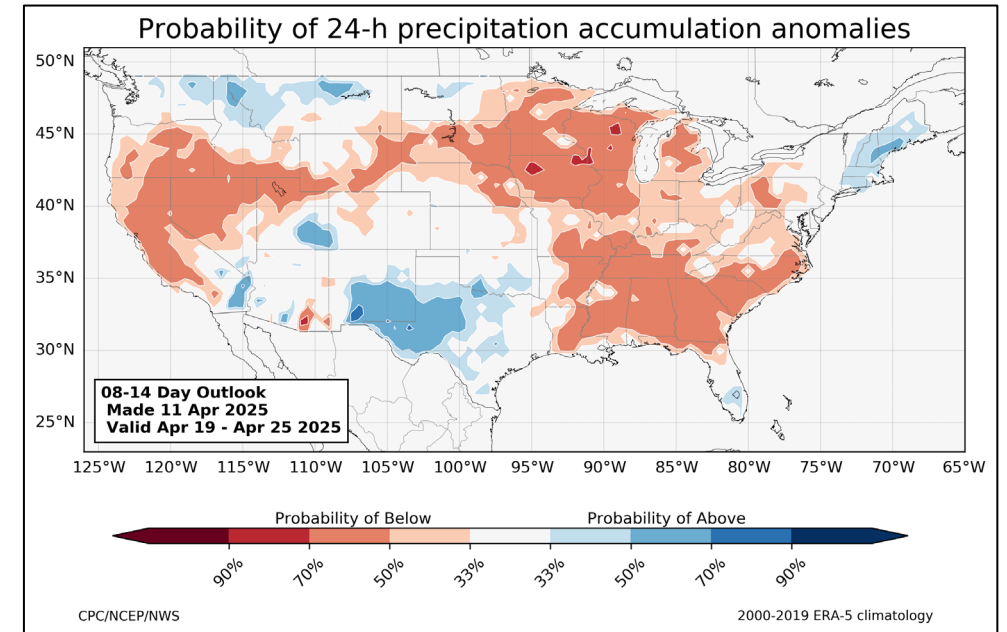 Probability of 24-h precipitation accumulation anomalies
50°N
45°N
40°N
35°N
30°N
25°N
08-14 Day Outlook
Made 11 Apr 2025
Valid Apr 19 - Apr 25 2025
125°W 120°W 115°W 110°W 105°W 100°W 95°W 90°W 85°W 80°W 75°W 70°W 65°W
Probability of Below Probability of Above
90% 70% 50% 33% 33% 50% 70% 90%
CPC/NCEP/NWS 2000-2019 ERA-5 climatology